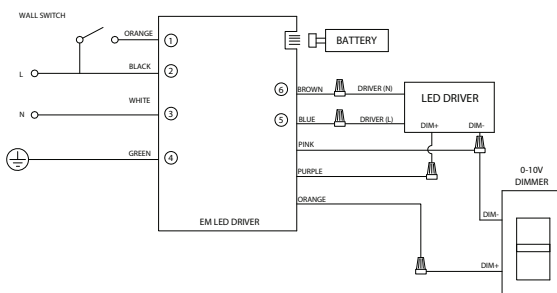 WALL SWITCH
ORANGE
1
BATTERY
BLACK
2
L
6
BROWN
DRIVER (N)
LED DRIVER
WHITE
3
N
5
BLUE
DRIVER (L)
DIM+
DIM-
PINK
GREEN
4
PURPLE
0-10V
DIMMER
ORANGE
EM LED DRIVER
DIM-
DIM+